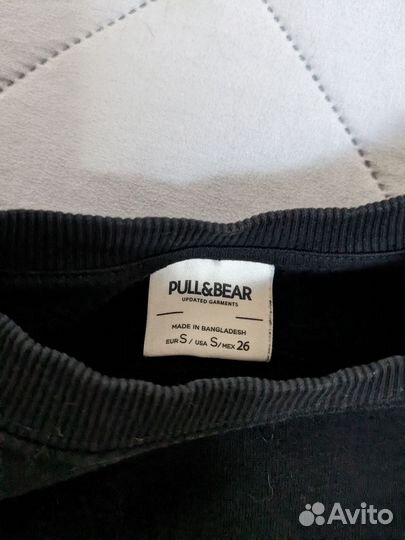 PULL&BEAR
UPDATED GARMENTS
MADE IN BANGLADESH
EUR S / USA S / MEX 26
Avito